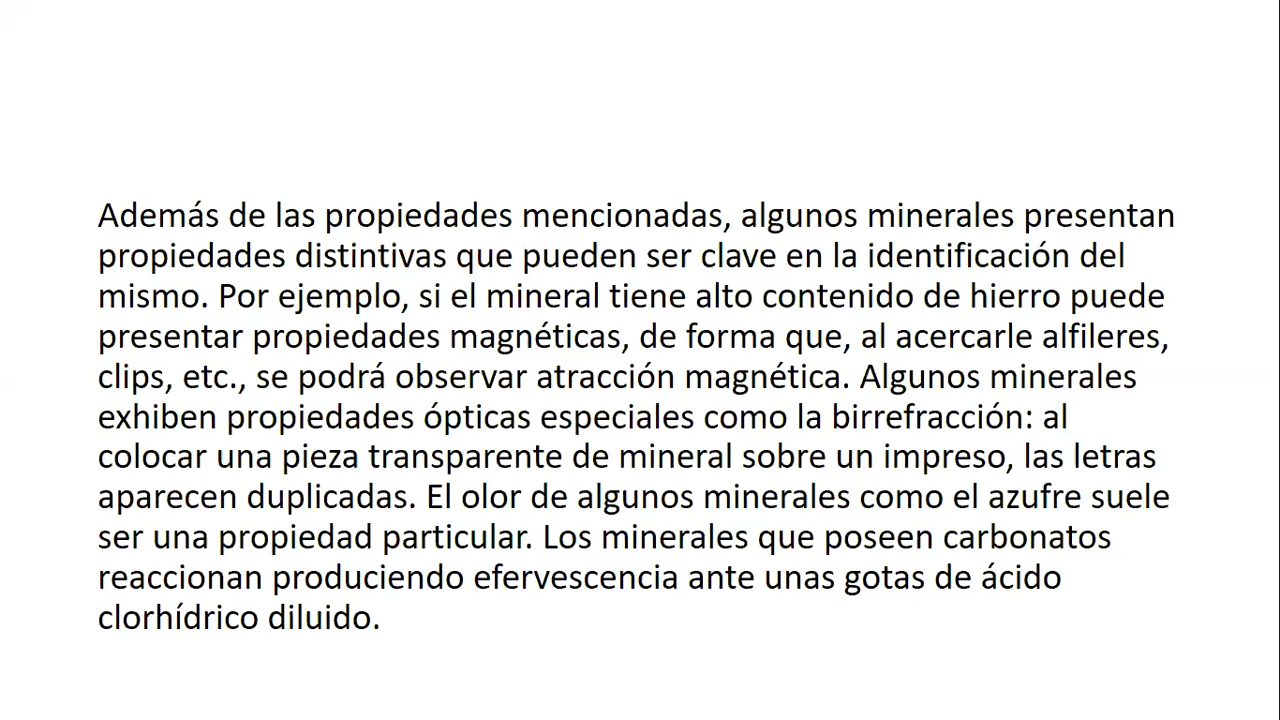 Además de las propiedades mencionadas, algunos minerales presentan
propiedades distintivas que pueden ser clave en la identificación del
mismo. Por ejemplo, si el mineral tiene alto contenido de hierro puede
presentar propiedades magnéticas, de forma que, al acercarle alfileres,
clips, etc., se podrá observar atracción magnética. Algunos minerales
exhiben propiedades ópticas especiales como la birrefracción: al
colocar una pieza transparente de mineral sobre un impreso, las letras
aparecen duplicadas. El olor de algunos minerales como el azufre suele
ser una propiedad particular. Los minerales que poseen carbonatos
reaccionan produciendo efervescencia ante unas gotas de ácido
clorhídrico diluido.